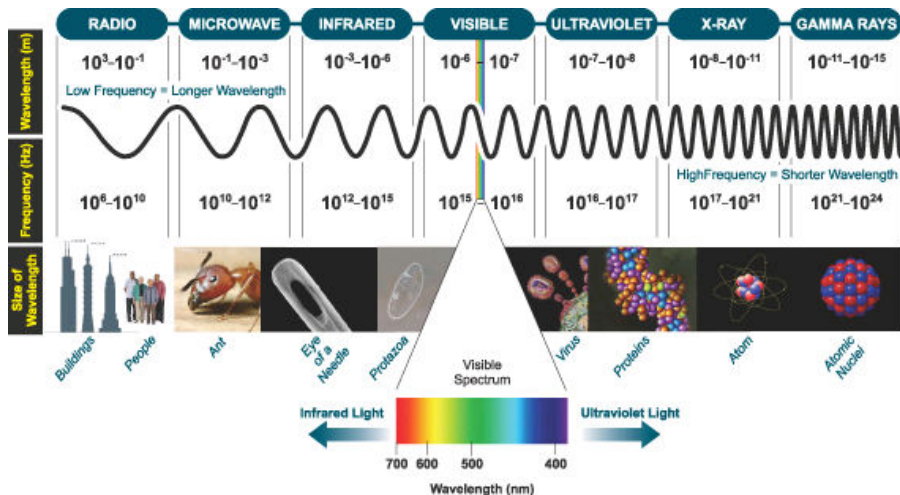 RADIO MICROWAVE INFRARED VISIBLE ULTRAVIOLET X-RAY GAMMA RAYS
Wavelength (m)
10³–10⁻¹ 10⁻¹–10⁻³ 10⁻³–10⁻⁶ 10⁻⁶ – 10⁻⁷ 10⁻⁷–10⁻⁸ 10⁻⁸–10⁻¹¹ 10⁻¹¹–10⁻¹⁵
Low Frequency = Longer Wavelength
Frequency (Hz)
HighFrequency = Shorter Wavelength
10⁶–10¹⁰ 10¹⁰–10¹² 10¹²–10¹⁵ 10¹⁵ – 10¹⁶ 10¹⁶–10¹⁷ 10¹⁷–10²¹ 10²¹–10²⁴
Size of
Wavelength
Buildings
People
Ant
Eye
of a
Needle
Protazoa
Virus
Proteins
Atom
Atomic
Nuclei
Visible
Spectrum
Infrared Light
Ultraviolet Light
700 600 500 400
Wavelength (nm)